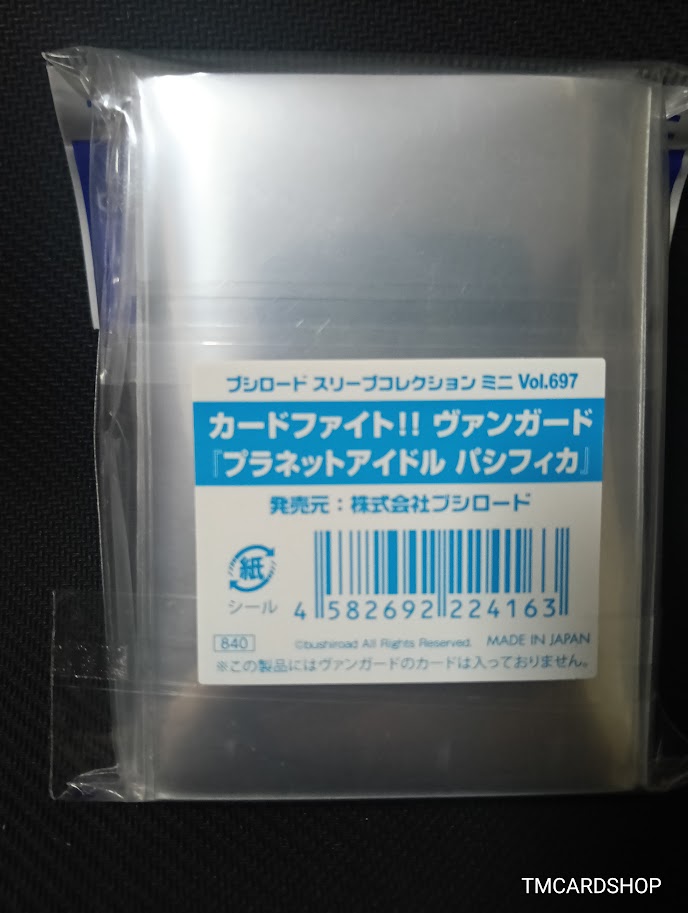 ブシロード スリーブコレクション ミニ Vol.697
カードファイト!! ヴァンガード
『プラネットアイドル パシフィカ』
発売元：株式会社ブシロード
紙
シール
4 582692 224163
840
©bushiroad All Rights Reserved. MADE IN JAPAN
※この製品にはヴァンガードのカードは入っておりません。
TMCARDSHOP